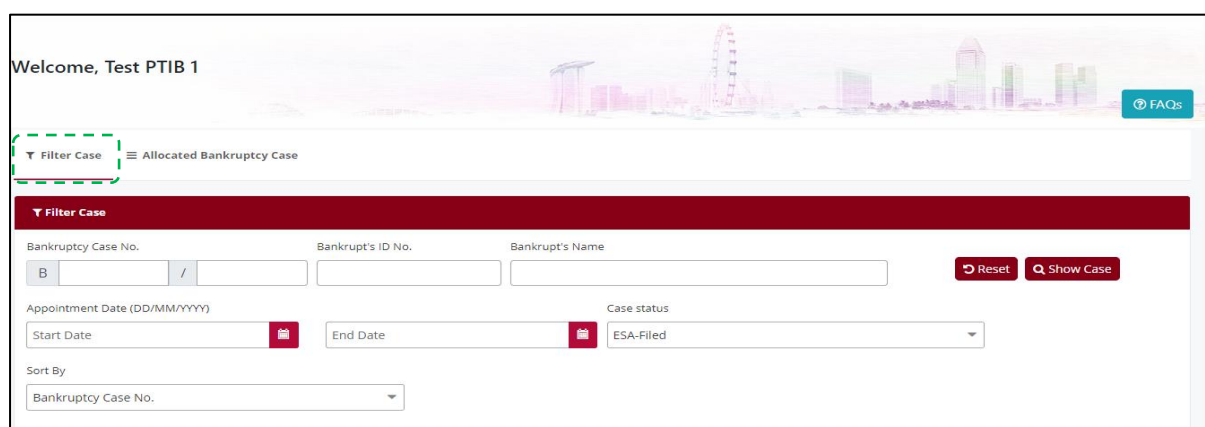 Welcome, Test PTIB 1
FAQs
Filter Case Allocated Bankruptcy Case
Filter Case
Bankruptcy Case No. Bankrupt's ID No. Bankrupt's Name
B /
Reset Show Case
Appointment Date (DD/MM/YYYY) Case status
Start Date End Date ESA-Filed
Sort By
Bankruptcy Case No.